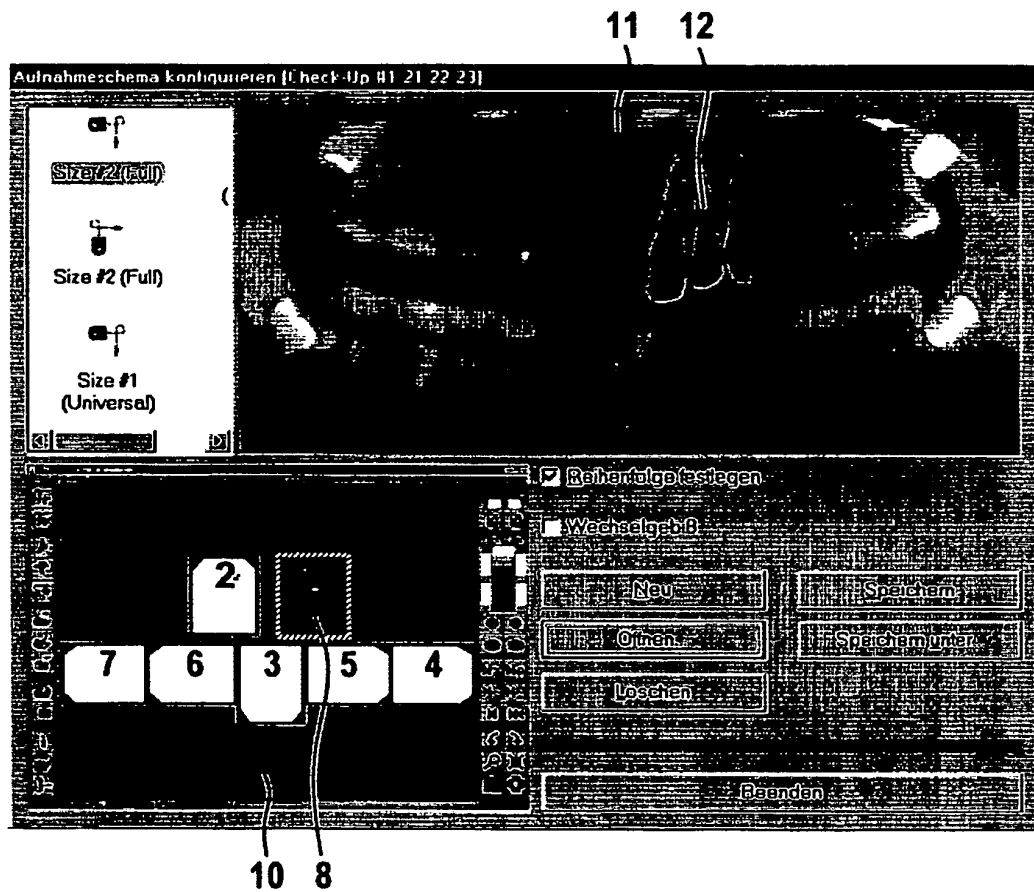 11 12
Aufnahmeschema konfigurieren [Check-Up #1 21 22 23]
Size #2 (Full)
Size #2 (Full)
Size #1
(Universal)
Reihenfolge festlegen
Wechselgebiß
2
Neu
Speichern
Öffnen
Speichern unter
7 6 3 5 4
Löschen
Beenden
10 8